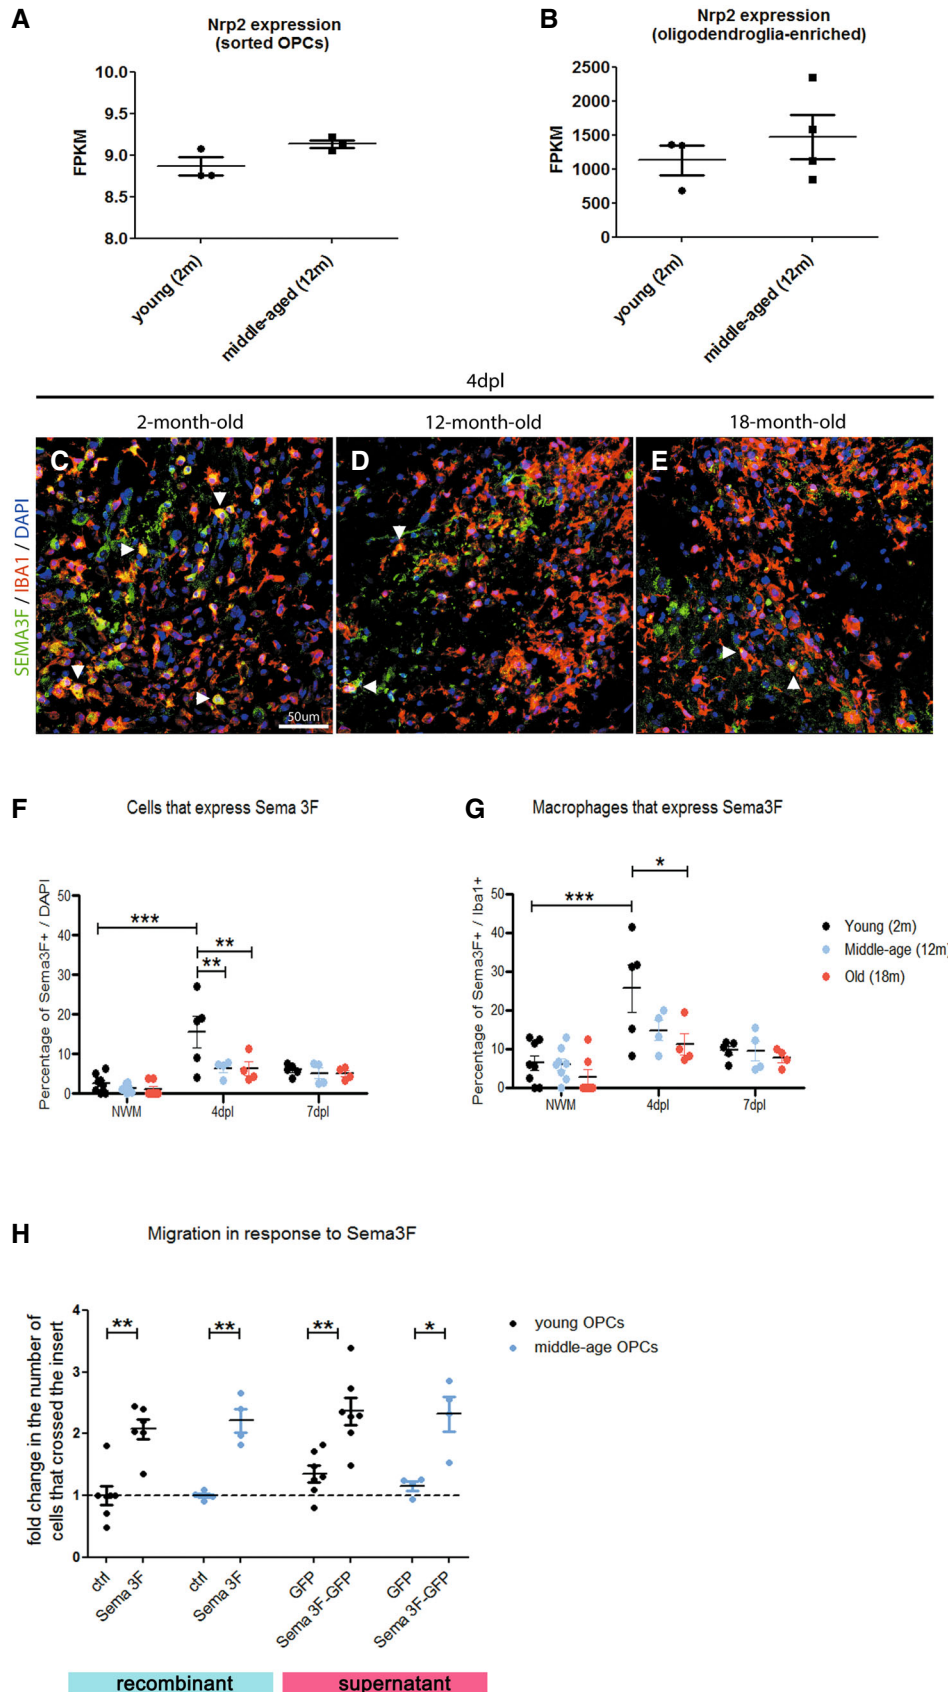 A
Nrp2 expression
(sorted OPCs)
FPKM
10.0
9.5
9.0
8.5
8.0
young (2m)
middle-aged (12m)
B
Nrp2 expression
(oligodendroglia-enriched)
FPKM
2500
2000
1500
1000
500
0
young (2m)
middle-aged (12m)
4dpl
2-month-old
12-month-old
18-month-old
SEMA3F / IBA1 / DAPI
C
D
E
50um
F
Cells that express Sema 3F
Percentage of Sema3F+ / DAPI
50
40
30
20
10
0
***
**
**
NWM
4dpl
7dpl
G
Macrophages that express Sema3F
Percentage of Sema3F+ / Iba1+
50
40
30
20
10
0
***
*
NWM
4dpl
7dpl
Young (2m)
Middle-age (12m)
Old (18m)
H
Migration in response to Sema3F
fold change in the number of
cells that crossed the insert
4
3
2
1
0
**
**
**
*
young OPCs
middle-age OPCs
ctrl
Sema 3F
ctrl
Sema 3F
GFP
Sema 3F-GFP
GFP
Sema 3F-GFP
recombinant
supernatant